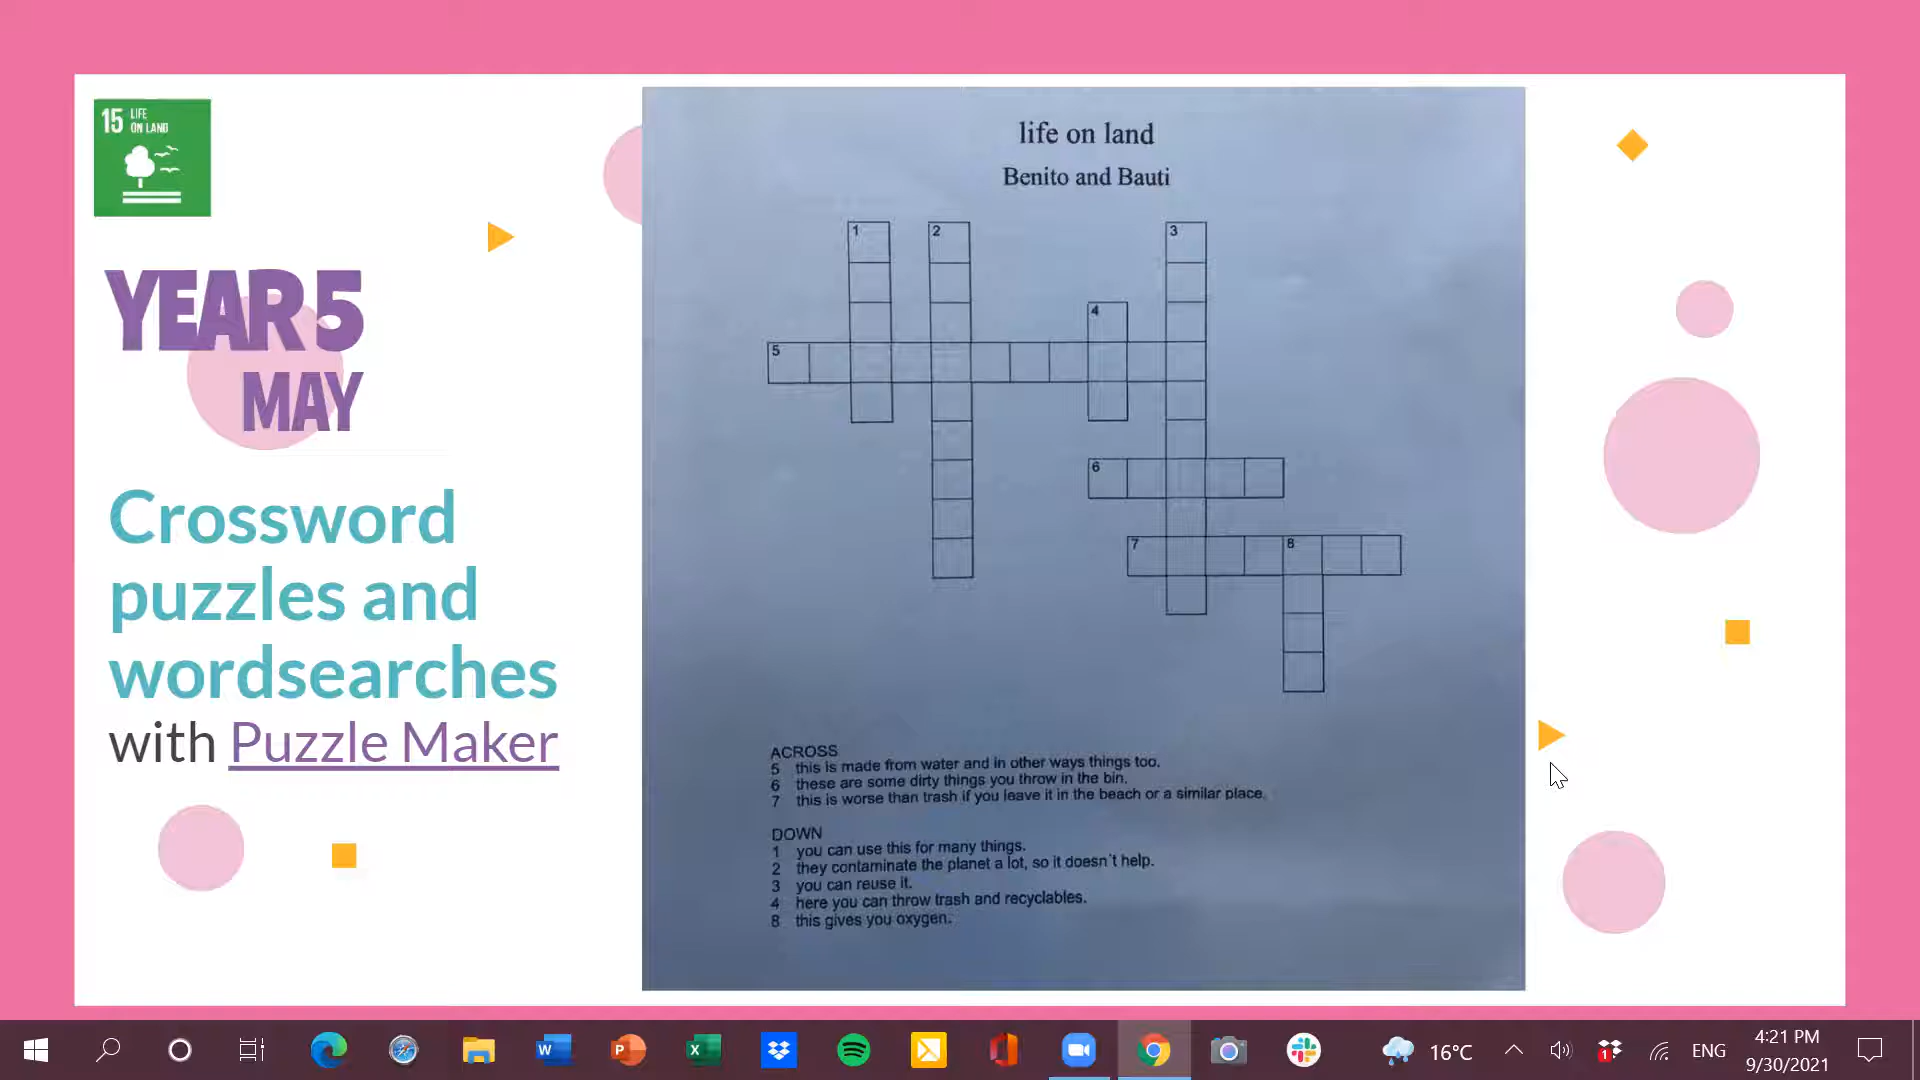 15 LIFE
ON LAND
YEAR 5
MAY
Crossword
puzzles and
wordsearches
with Puzzle Maker
life on land
Benito and Bauti
1
2
3
4
5
6
7
8
ACROSS
5 this is made from water and in other ways things too.
6 these are some dirty things you throw in the bin.
7 this is worse than trash if you leave it in the beach or a similar place.
DOWN
1 you can use this for many things.
2 they contaminate the planet a lot, so it doesn´t help.
3 you can reuse it.
4 here you can throw trash and recyclables.
8 this gives you oxygen.
16°C
1
ENG
4:21 PM
9/30/2021